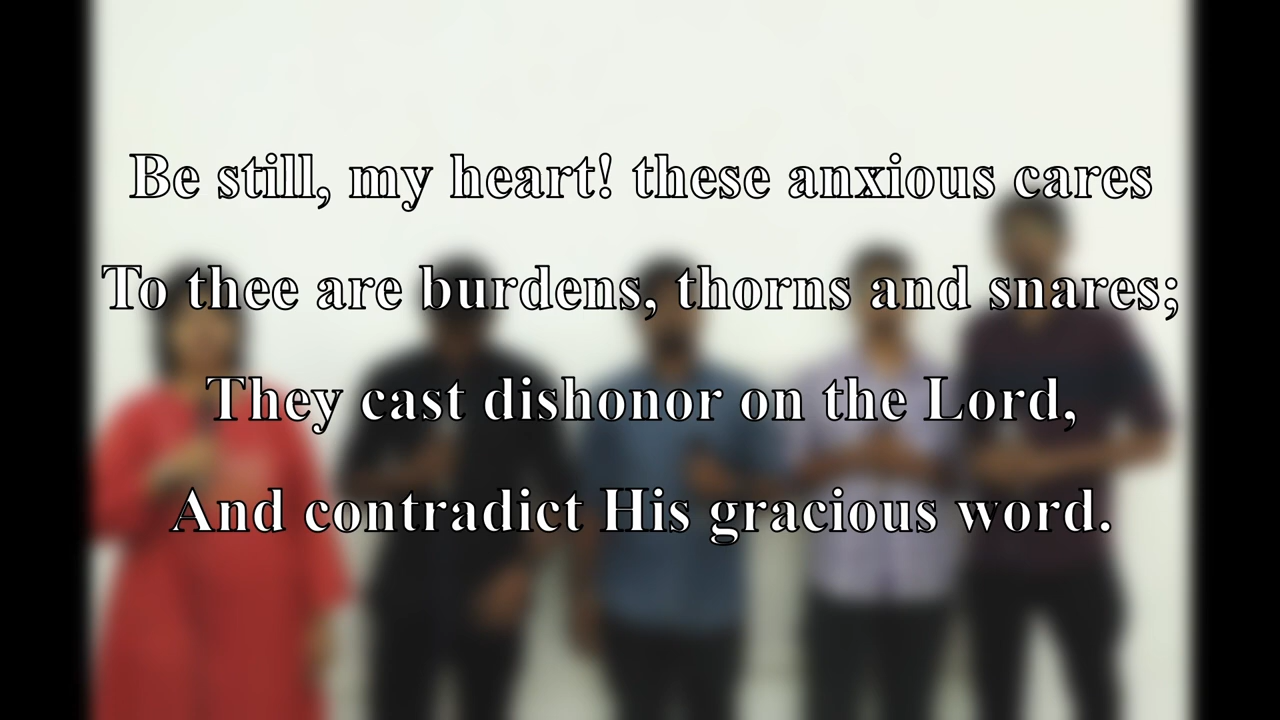 Be still, my heart! these anxious cares
To thee are burdens, thorns and snares;
They cast dishonor on the Lord,
And contradict His gracious word.